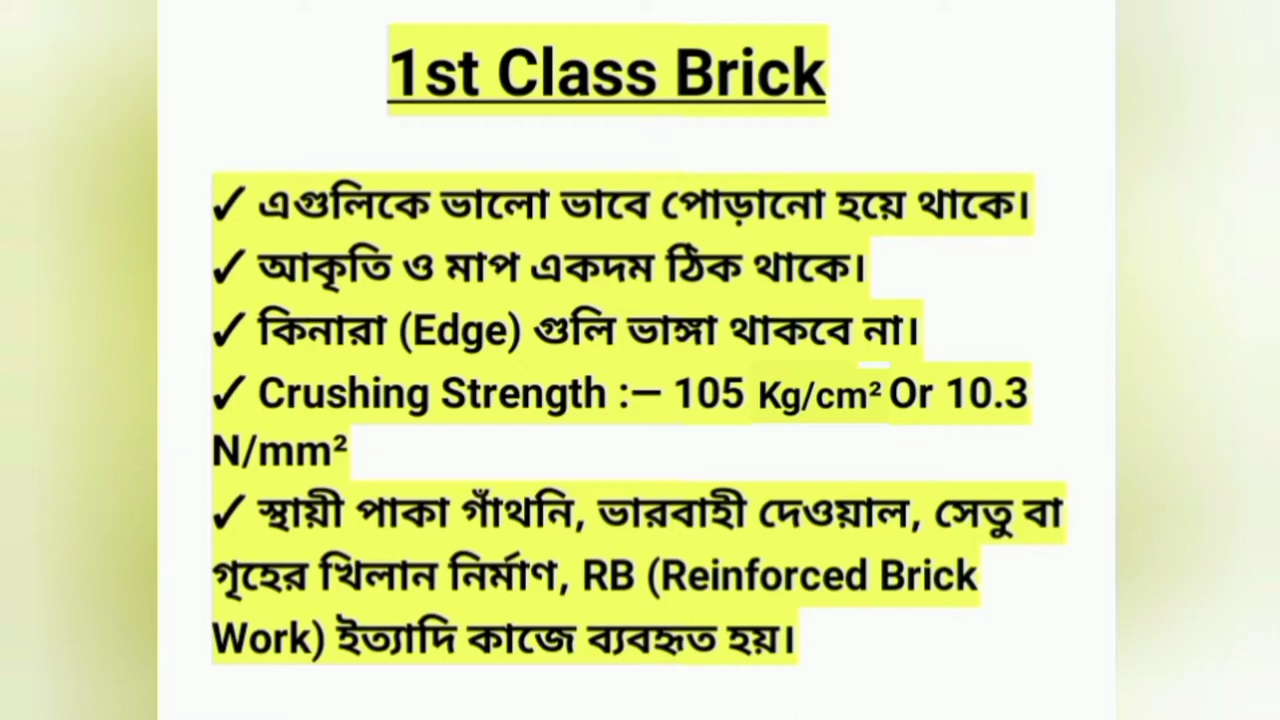 1st Class Brick
✓ এগুলিকে ভালো ভাবে পোড়ানো হয়ে থাকে।
✓ আকৃতি ও মাপ একদম ঠিক থাকে।
✓ কিনারা (Edge) গুলি ভাঙ্গা থাকবে না।
✓ Crushing Strength :— 105 Kg/cm² Or 10.3
N/mm²
✓ স্থায়ী পাকা গাঁথনি, ভারবাহী দেওয়াল, সেতু বা
গৃহের খিলান নির্মাণ, RB (Reinforced Brick
Work) ইত্যাদি কাজে ব্যবহৃত হয়।